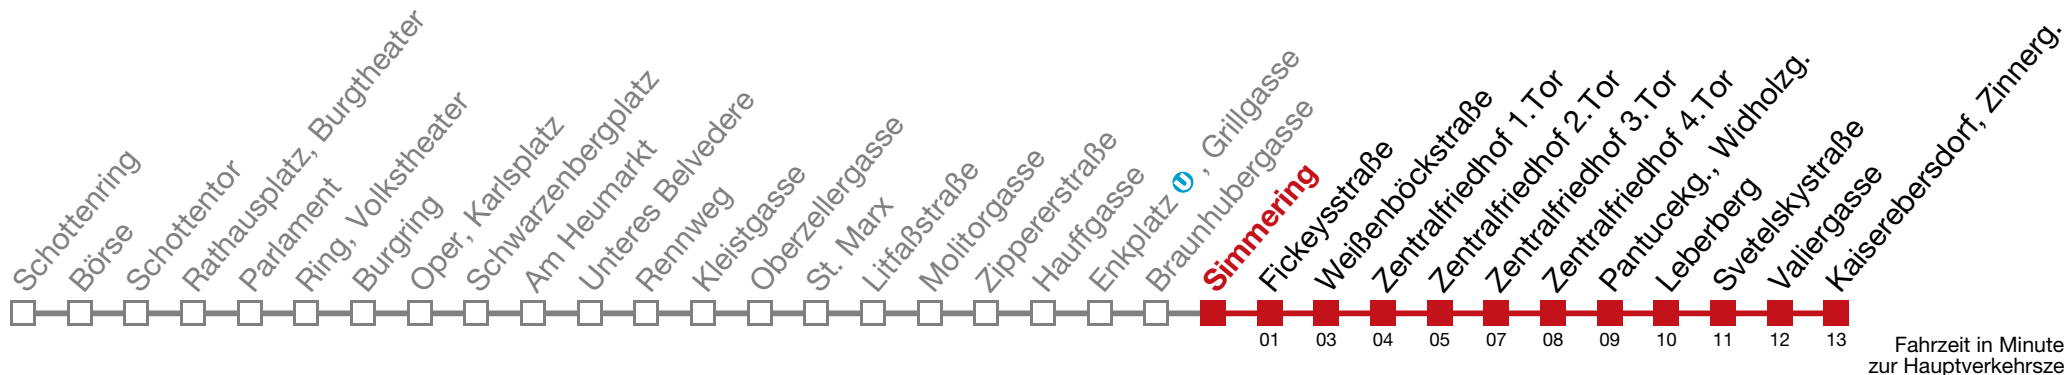 Schottenring
Börse
Schottentor
Rathausplatz, Burgtheater
Parlament
Ring, Volkstheater
Burgring
Oper, Karlsplatz
Schwarzenbergplatz
Am Heumarkt
Unteres Belvedere
Rennweg
Kleistgasse
Oberzellergasse
St. Marx
Litfaßstraße
Molitorgasse
Zippererstraße
Hauffgasse
Enkplatz U, Grillgasse
Braunhubergasse
Simmering
Fickeysstraße
Weißenböckstraße
Zentralfriedhof 1.Tor
Zentralfriedhof 2.Tor
Zentralfriedhof 3.Tor
Zentralfriedhof 4.Tor
Pantucekg., Widholzg.
Leberberg
Svetelskystraße
Valiergasse
Kaiserebersdorf, Zinnerg.
01 03 04 05 07 08 09 10 11 12 13
Fahrzeit in Minute
zur Hauptverkehrsze